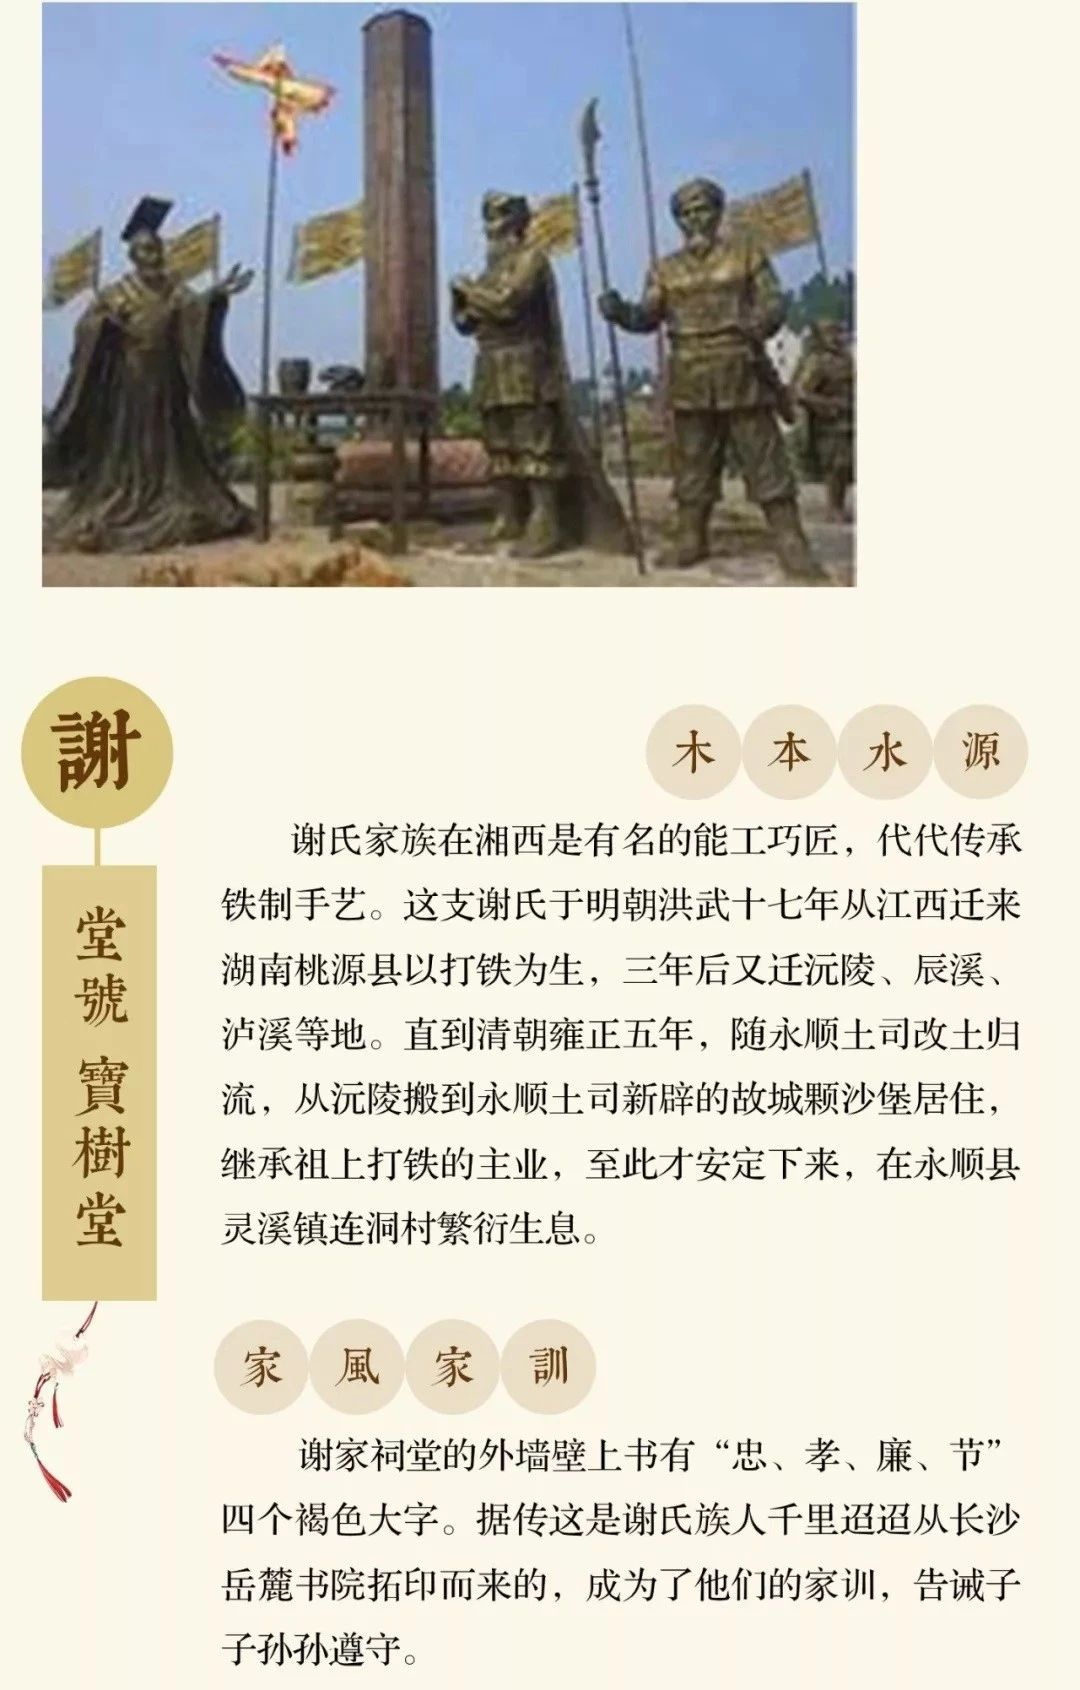 謝
堂號 寶樹堂
木本水源
谢氏家族在湘西是有名的能工巧匠，代代传承
铁制手艺。这支谢氏于明朝洪武十七年从江西迁来
湖南桃源县以打铁为生，三年后又迁沅陵、辰溪、
泸溪等地。直到清朝雍正五年，随永顺土司改土归
流，从沅陵搬到永顺土司新辟的故城颗沙堡居住，
继承祖上打铁的主业，至此才安定下来，在永顺县
灵溪镇连洞村繁衍生息。
家風家訓
谢家祠堂的外墙壁上书有“忠、孝、廉、节”
四个褐色大字。据传这是谢氏族人千里迢迢从长沙
岳麓书院拓印而来的，成为了他们的家训，告诫子
子孙孙遵守。